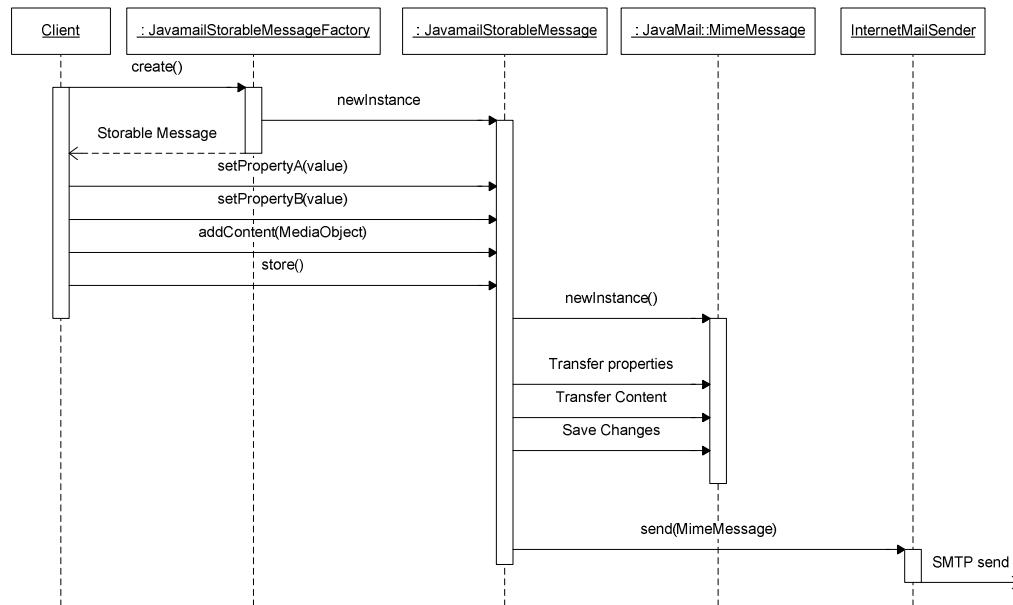 Client
: JavamailStorableMessageFactory
: JavamailStorableMessage
: JavaMail::MimeMessage
InternetMailSender
create()
newInstance
Storable Message
setPropertyA(value)
setPropertyB(value)
addContent(MediaObject)
store()
newInstance()
Transfer properties
Transfer Content
Save Changes
send(MimeMessage)
SMTP send